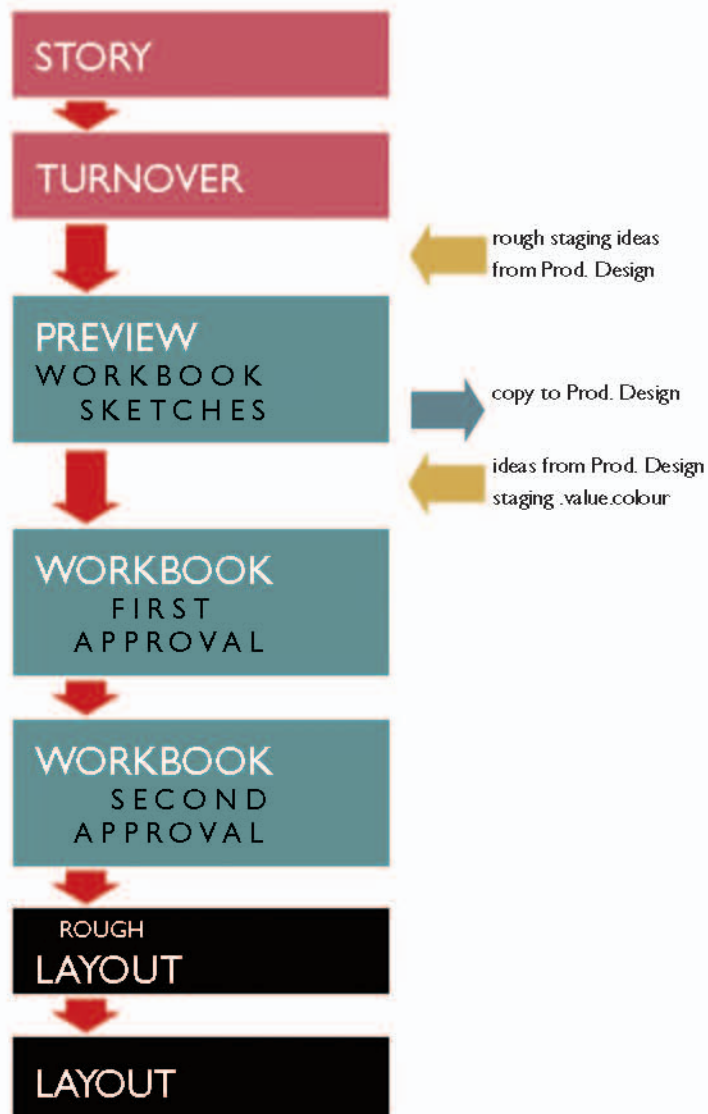 STORY
TURNOVER
rough staging ideas
from Prod. Design
PREVIEW
WORKBOOK
SKETCHES
copy to Prod. Design
ideas from Prod. Design
staging .value.colour
WORKBOOK
FIRST
APPROVAL
WORKBOOK
SECOND
APPROVAL
ROUGH
LAYOUT
LAYOUT